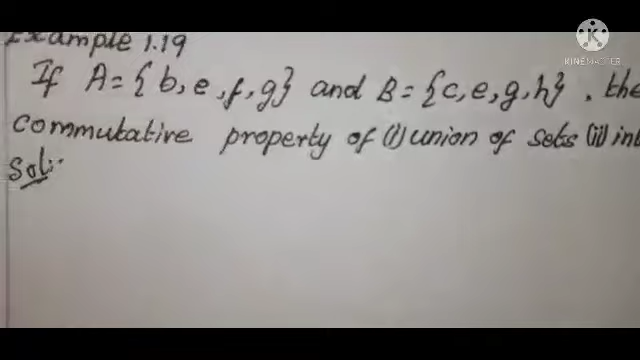 Example 1.19
KINEMASTER
If A = {b, e, f, g} and B = {c, e, g, h}, the
commutative property of (i) union of sets (ii) int
Sol: